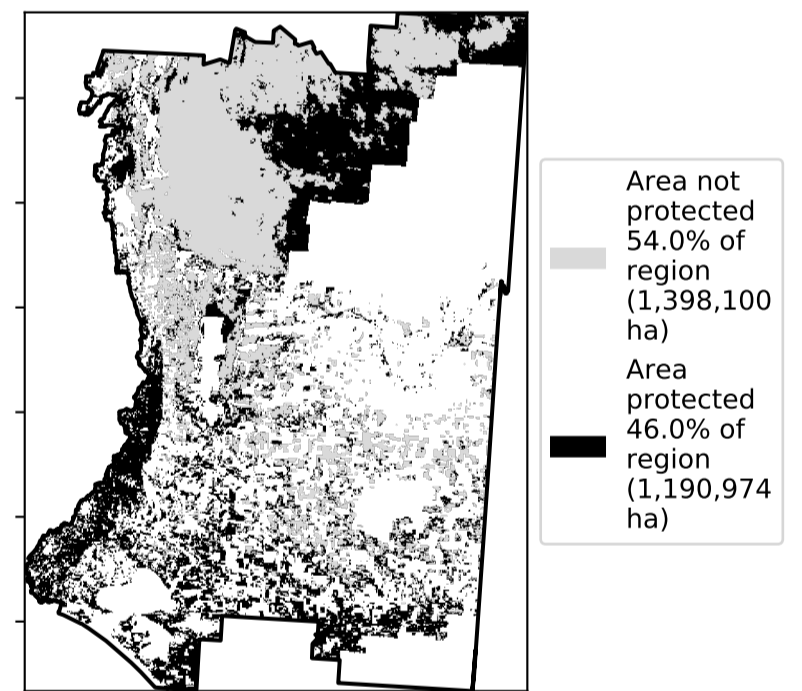 Area not
protected
54.0% of
region
(1,398,100
ha)
Area
protected
46.0% of
region
(1,190,974
ha)